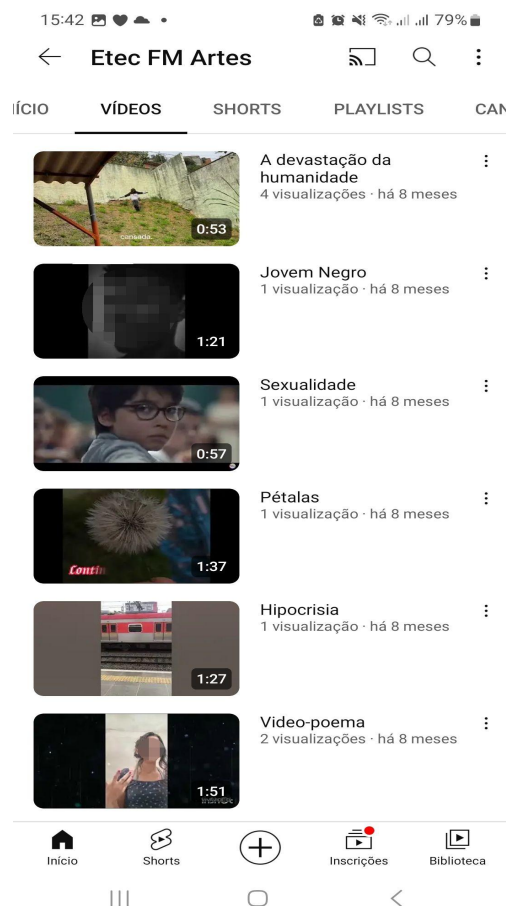 15:42
79%
Etec FM Artes
ÍCIO VÍDEOS SHORTS PLAYLISTS CAN
A devastação da
humanidade
4 visualizações · há 8 meses
cansada.
0:53
Jovem Negro
1 visualização · há 8 meses
1:21
Sexualidade
1 visualização · há 8 meses
0:57
Pétalas
1 visualização · há 8 meses
Contin
1:37
Hipocrisia
1 visualização · há 8 meses
1:27
Video-poema
2 visualizações · há 8 meses
1:51
Início Shorts Inscrições Biblioteca